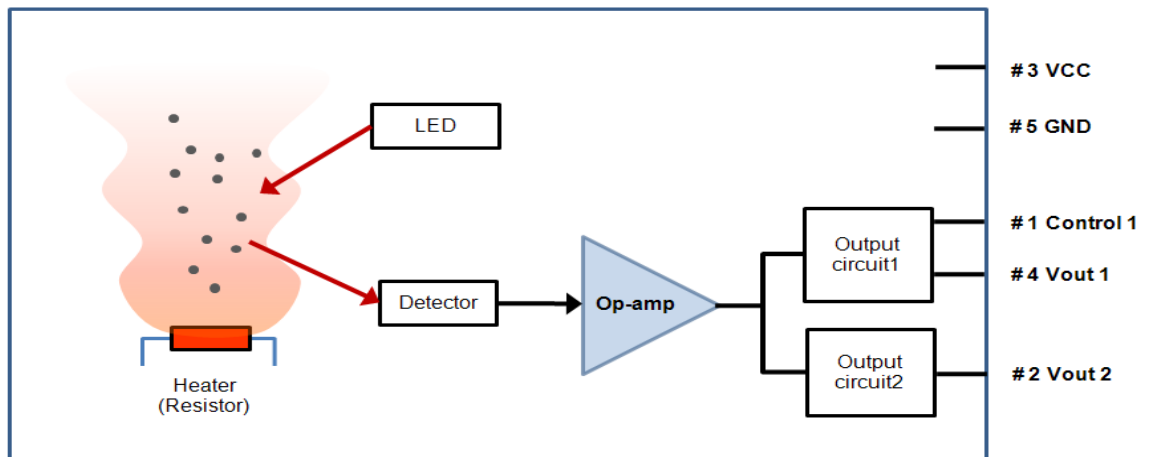 #3 VCC
LED
#5 GND
#1 Control 1
Output
circuit1
#4 Vout 1
Detector
Op-amp
Output
circuit2
#2 Vout 2
Heater
(Resistor)